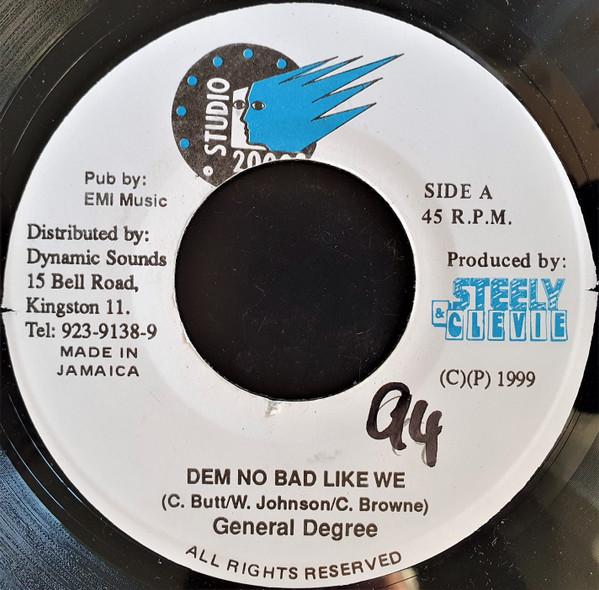 STUDIO
2000
Pub by:
EMI Music
Distributed by:
Dynamic Sounds
15 Bell Road,
Kingston 11.
Tel: 923-9138-9
MADE IN
JAMAICA
SIDE A
45 R.P.M.
Produced by:
STEELY
& CLEVIE
(C)(P) 1999
94
DEM NO BAD LIKE WE
(C. Butt/W. Johnson/C. Browne)
General Degree
ALL RIGHTS RESERVED